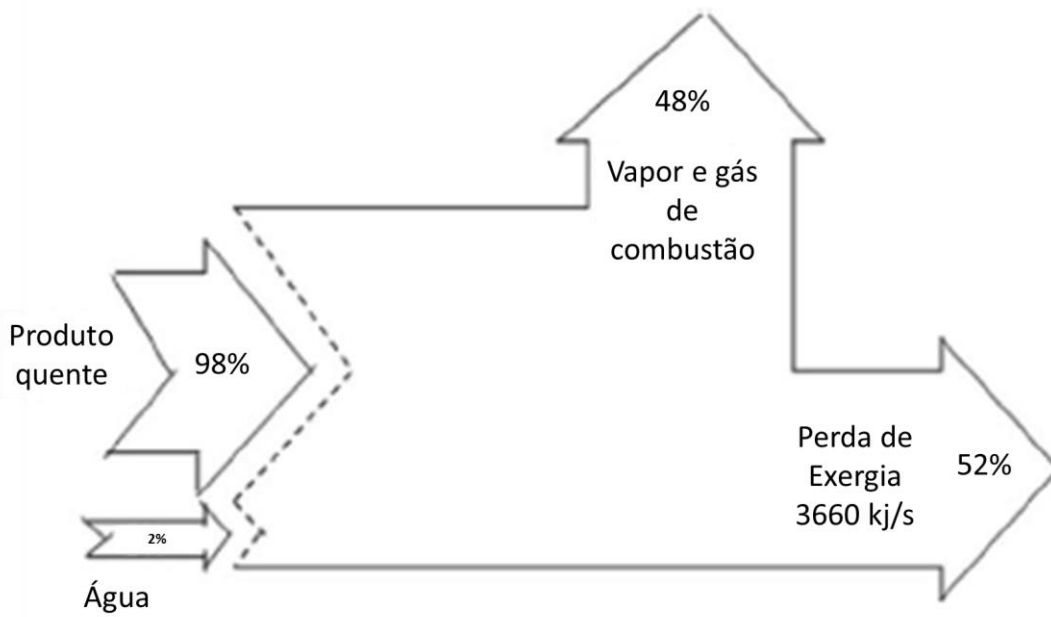 48%
Vapor e gás
de
combustão
Produto
quente
98%
Perda de
Exergia
3660 kj/s
52%
2%
Água